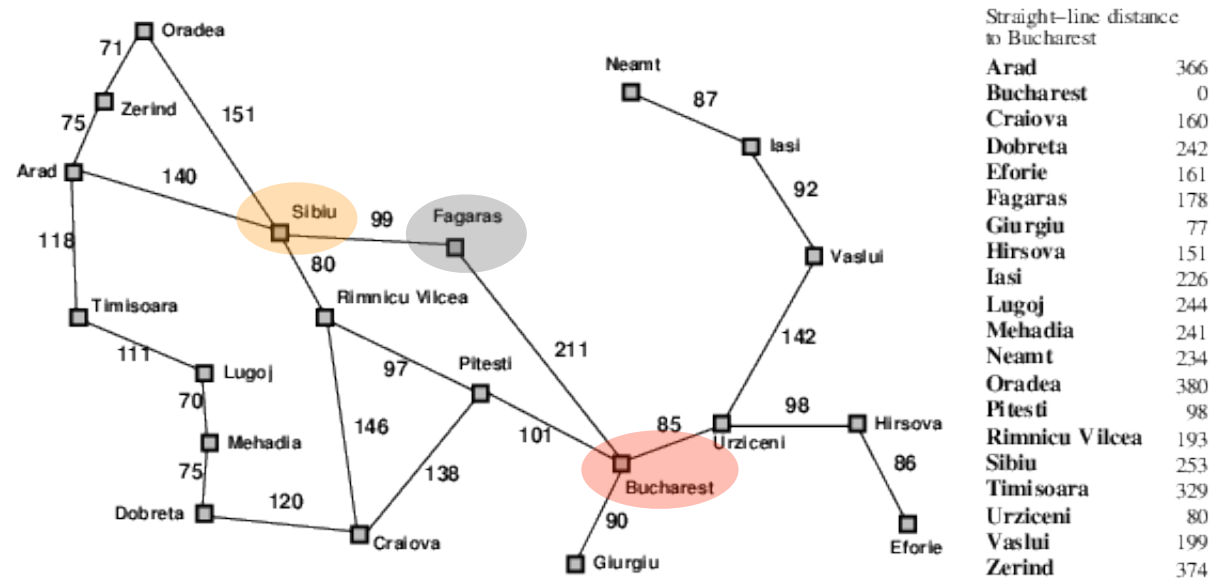 Oradea
71
Neamt
Zerind
87
151
75
Iasi
Arad
140
92
Sibiu
99
Fagaras
118
80
Vaslui
Rimnicu Vilcea
Timisoara
142
211
111
Pitesti
97
Lugoj
70
98
85
Hirsova
146
101
Urziceni
Mehadia
138
86
75
Bucharest
120
90
Dobreta
Craiova
Eforie
Giurgiu
Straight–line distance
to Bucharest
Arad 366
Bucharest 0
Craiova 160
Dobreta 242
Eforie 161
Fagaras 178
Giurgiu 77
Hirsova 151
Iasi 226
Lugoj 244
Mehadia 241
Neamt 234
Oradea 380
Pitesti 98
Rimnicu Vilcea 193
Sibiu 253
Timisoara 329
Urziceni 80
Vaslui 199
Zerind 374